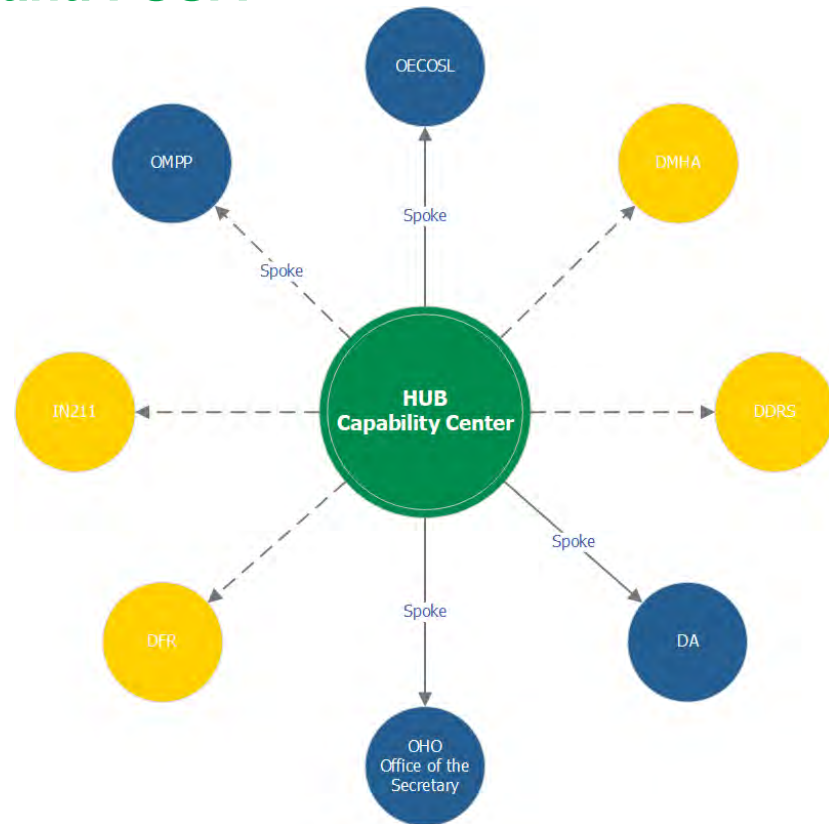 OECOSL
OMPP
DMHA
Spoke
Spoke
HUB
Capability Center
IN211
DDRS
Spoke
Spoke
DFR
DA
OHO
Office of the
Secretary